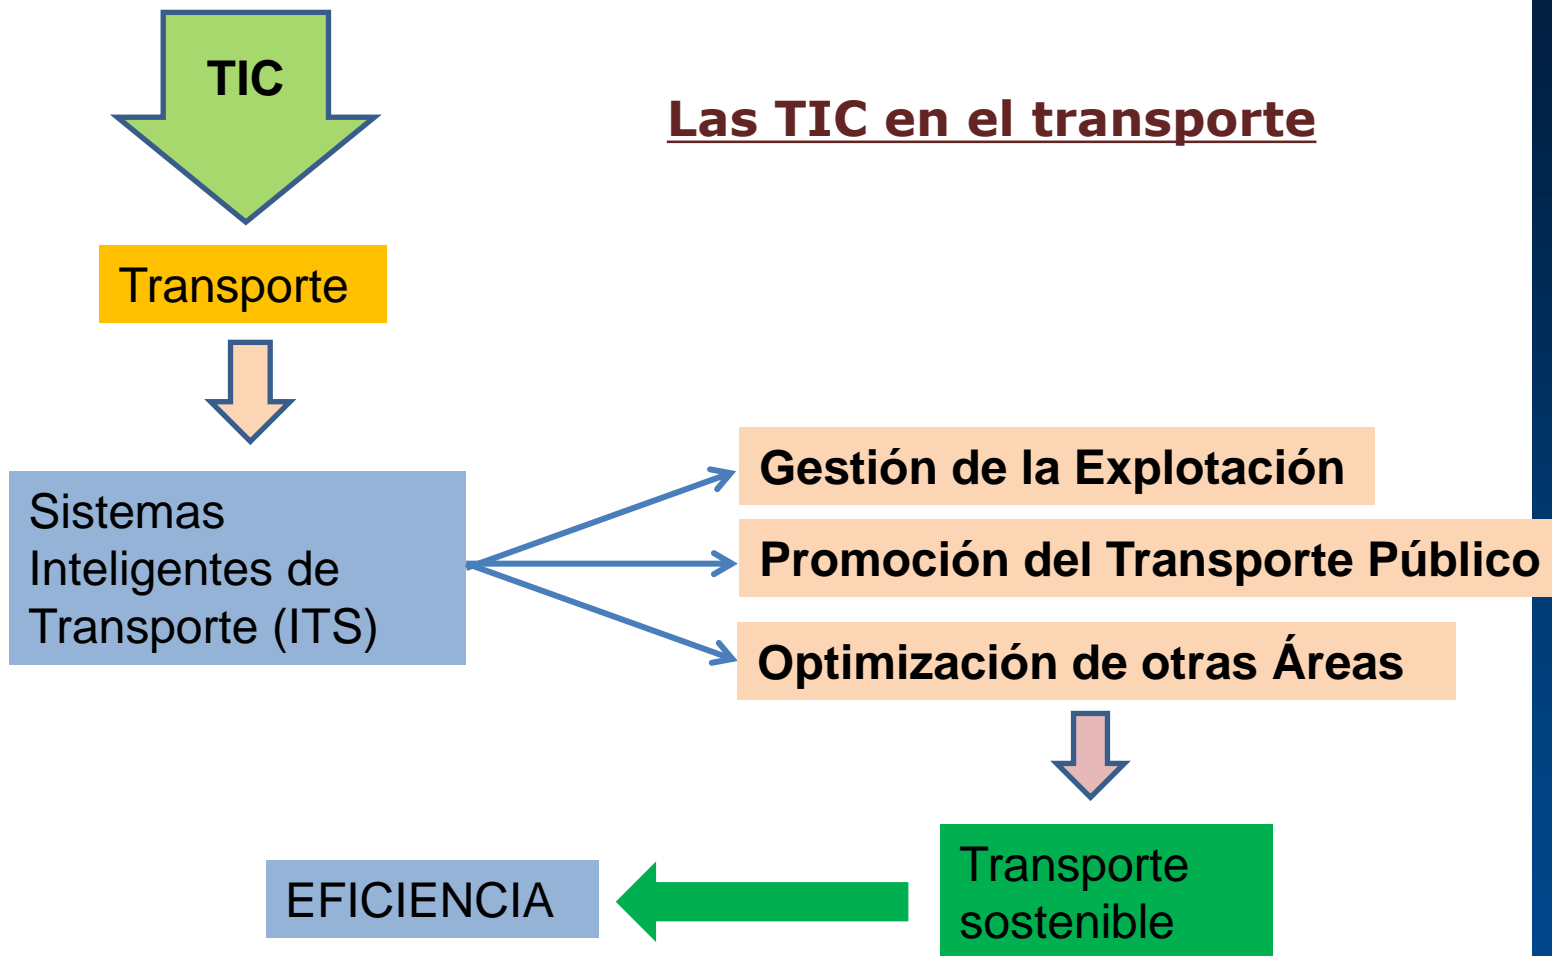 TIC
Las TIC en el transporte
Transporte
Sistemas
Inteligentes de
Transporte (ITS)
Gestión de la Explotación
Promoción del Transporte Público
Optimización de otras Áreas
Transporte
sostenible
EFICIENCIA